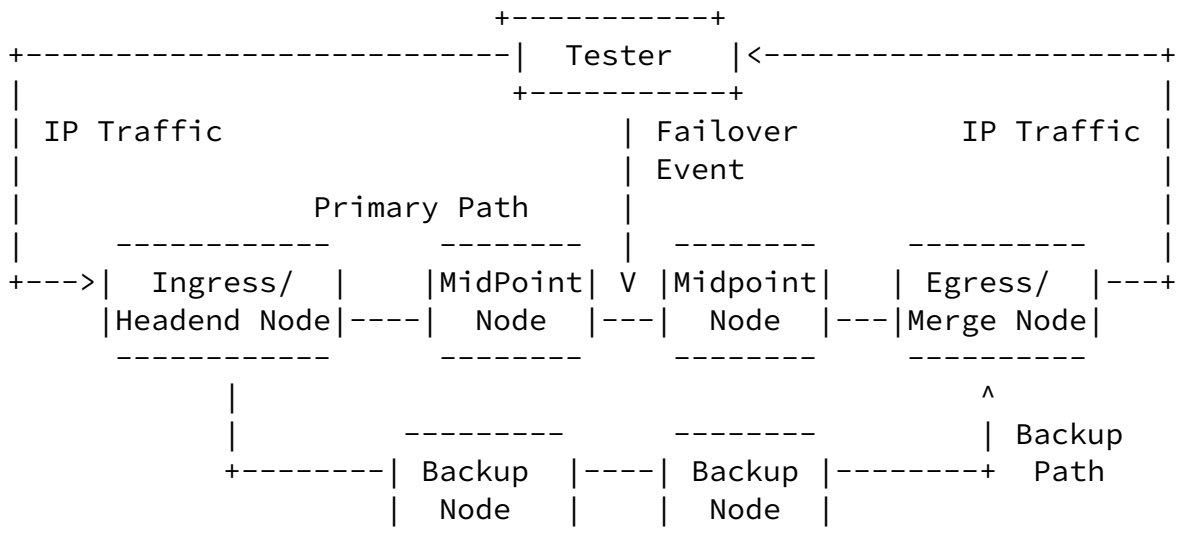 Tester
IP Traffic Failover IP Traffic
Event
Primary Path
Ingress/ MidPoint V Midpoint Egress/
Headend Node Node Node Merge Node
^
Backup
Backup Backup Path
Node Node